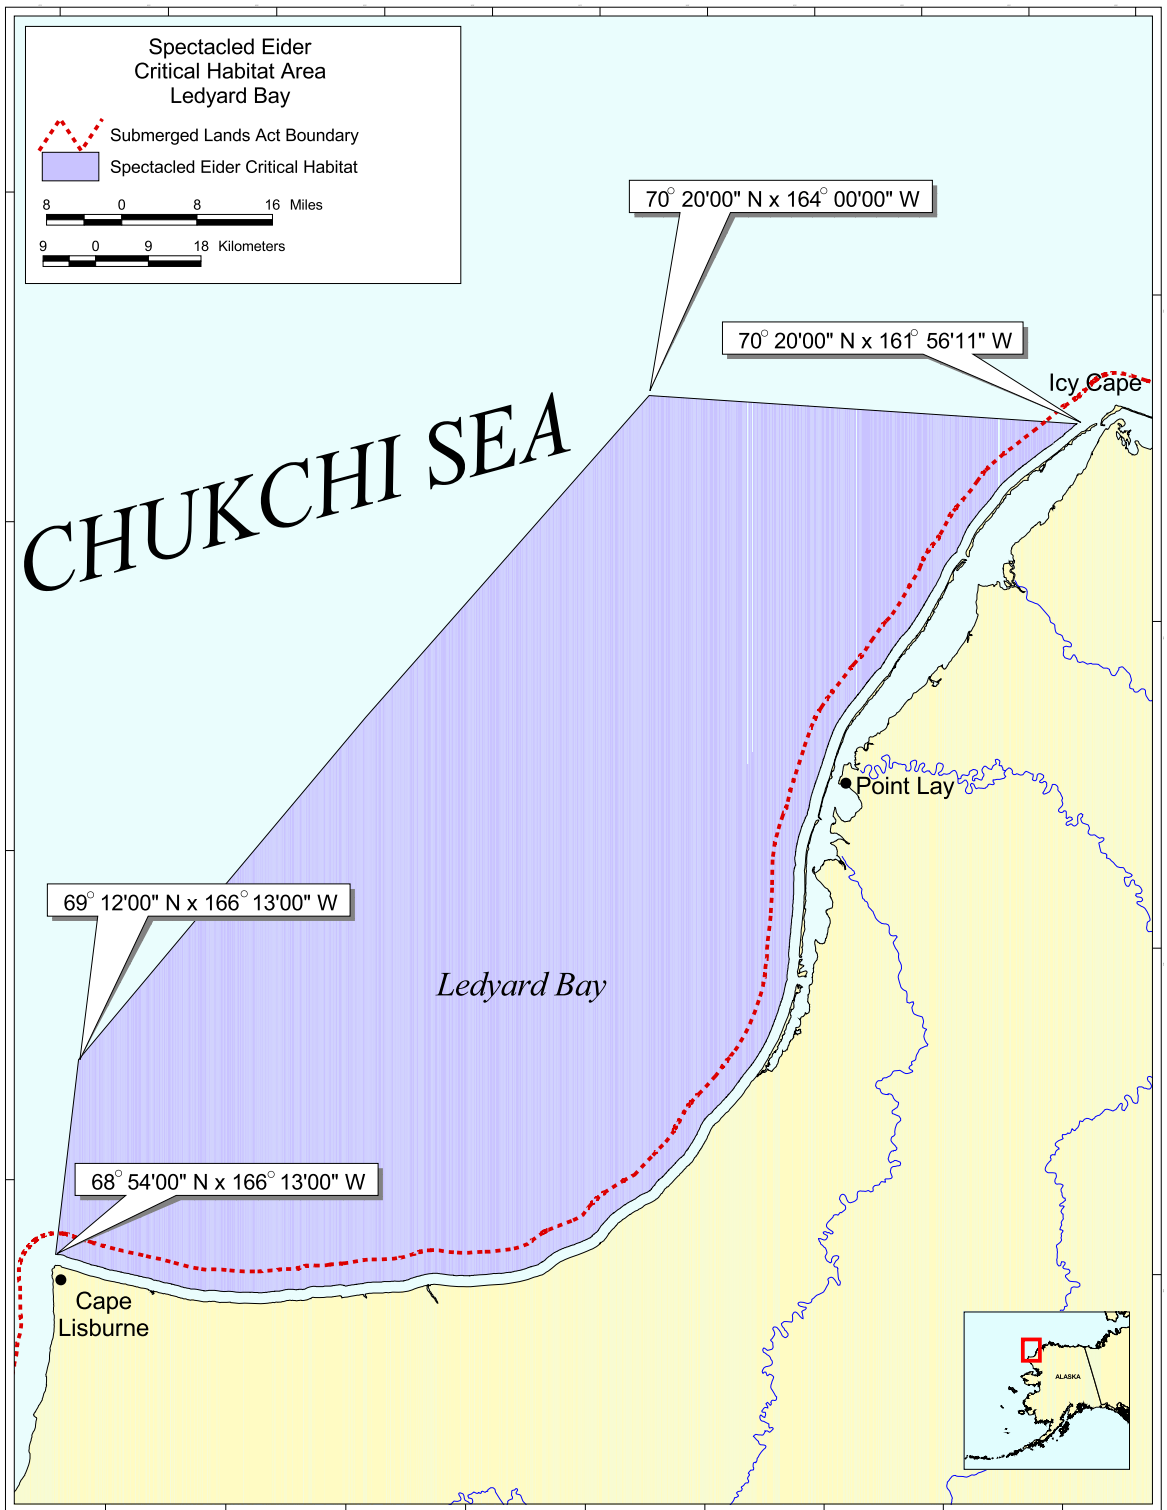 Spectacled Eider
Critical Habitat Area
Ledyard Bay
Submerged Lands Act Boundary
Spectacled Eider Critical Habitat
8 0 8 16 Miles
9 0 9 18 Kilometers
70° 20'00" N x 164° 00'00" W
70° 20'00" N x 161° 56'11" W
Icy Cape
CHUKCHI SEA
Point Lay
69° 12'00" N x 166° 13'00" W
Ledyard Bay
68° 54'00" N x 166° 13'00" W
Cape
Lisburne
ALASKA